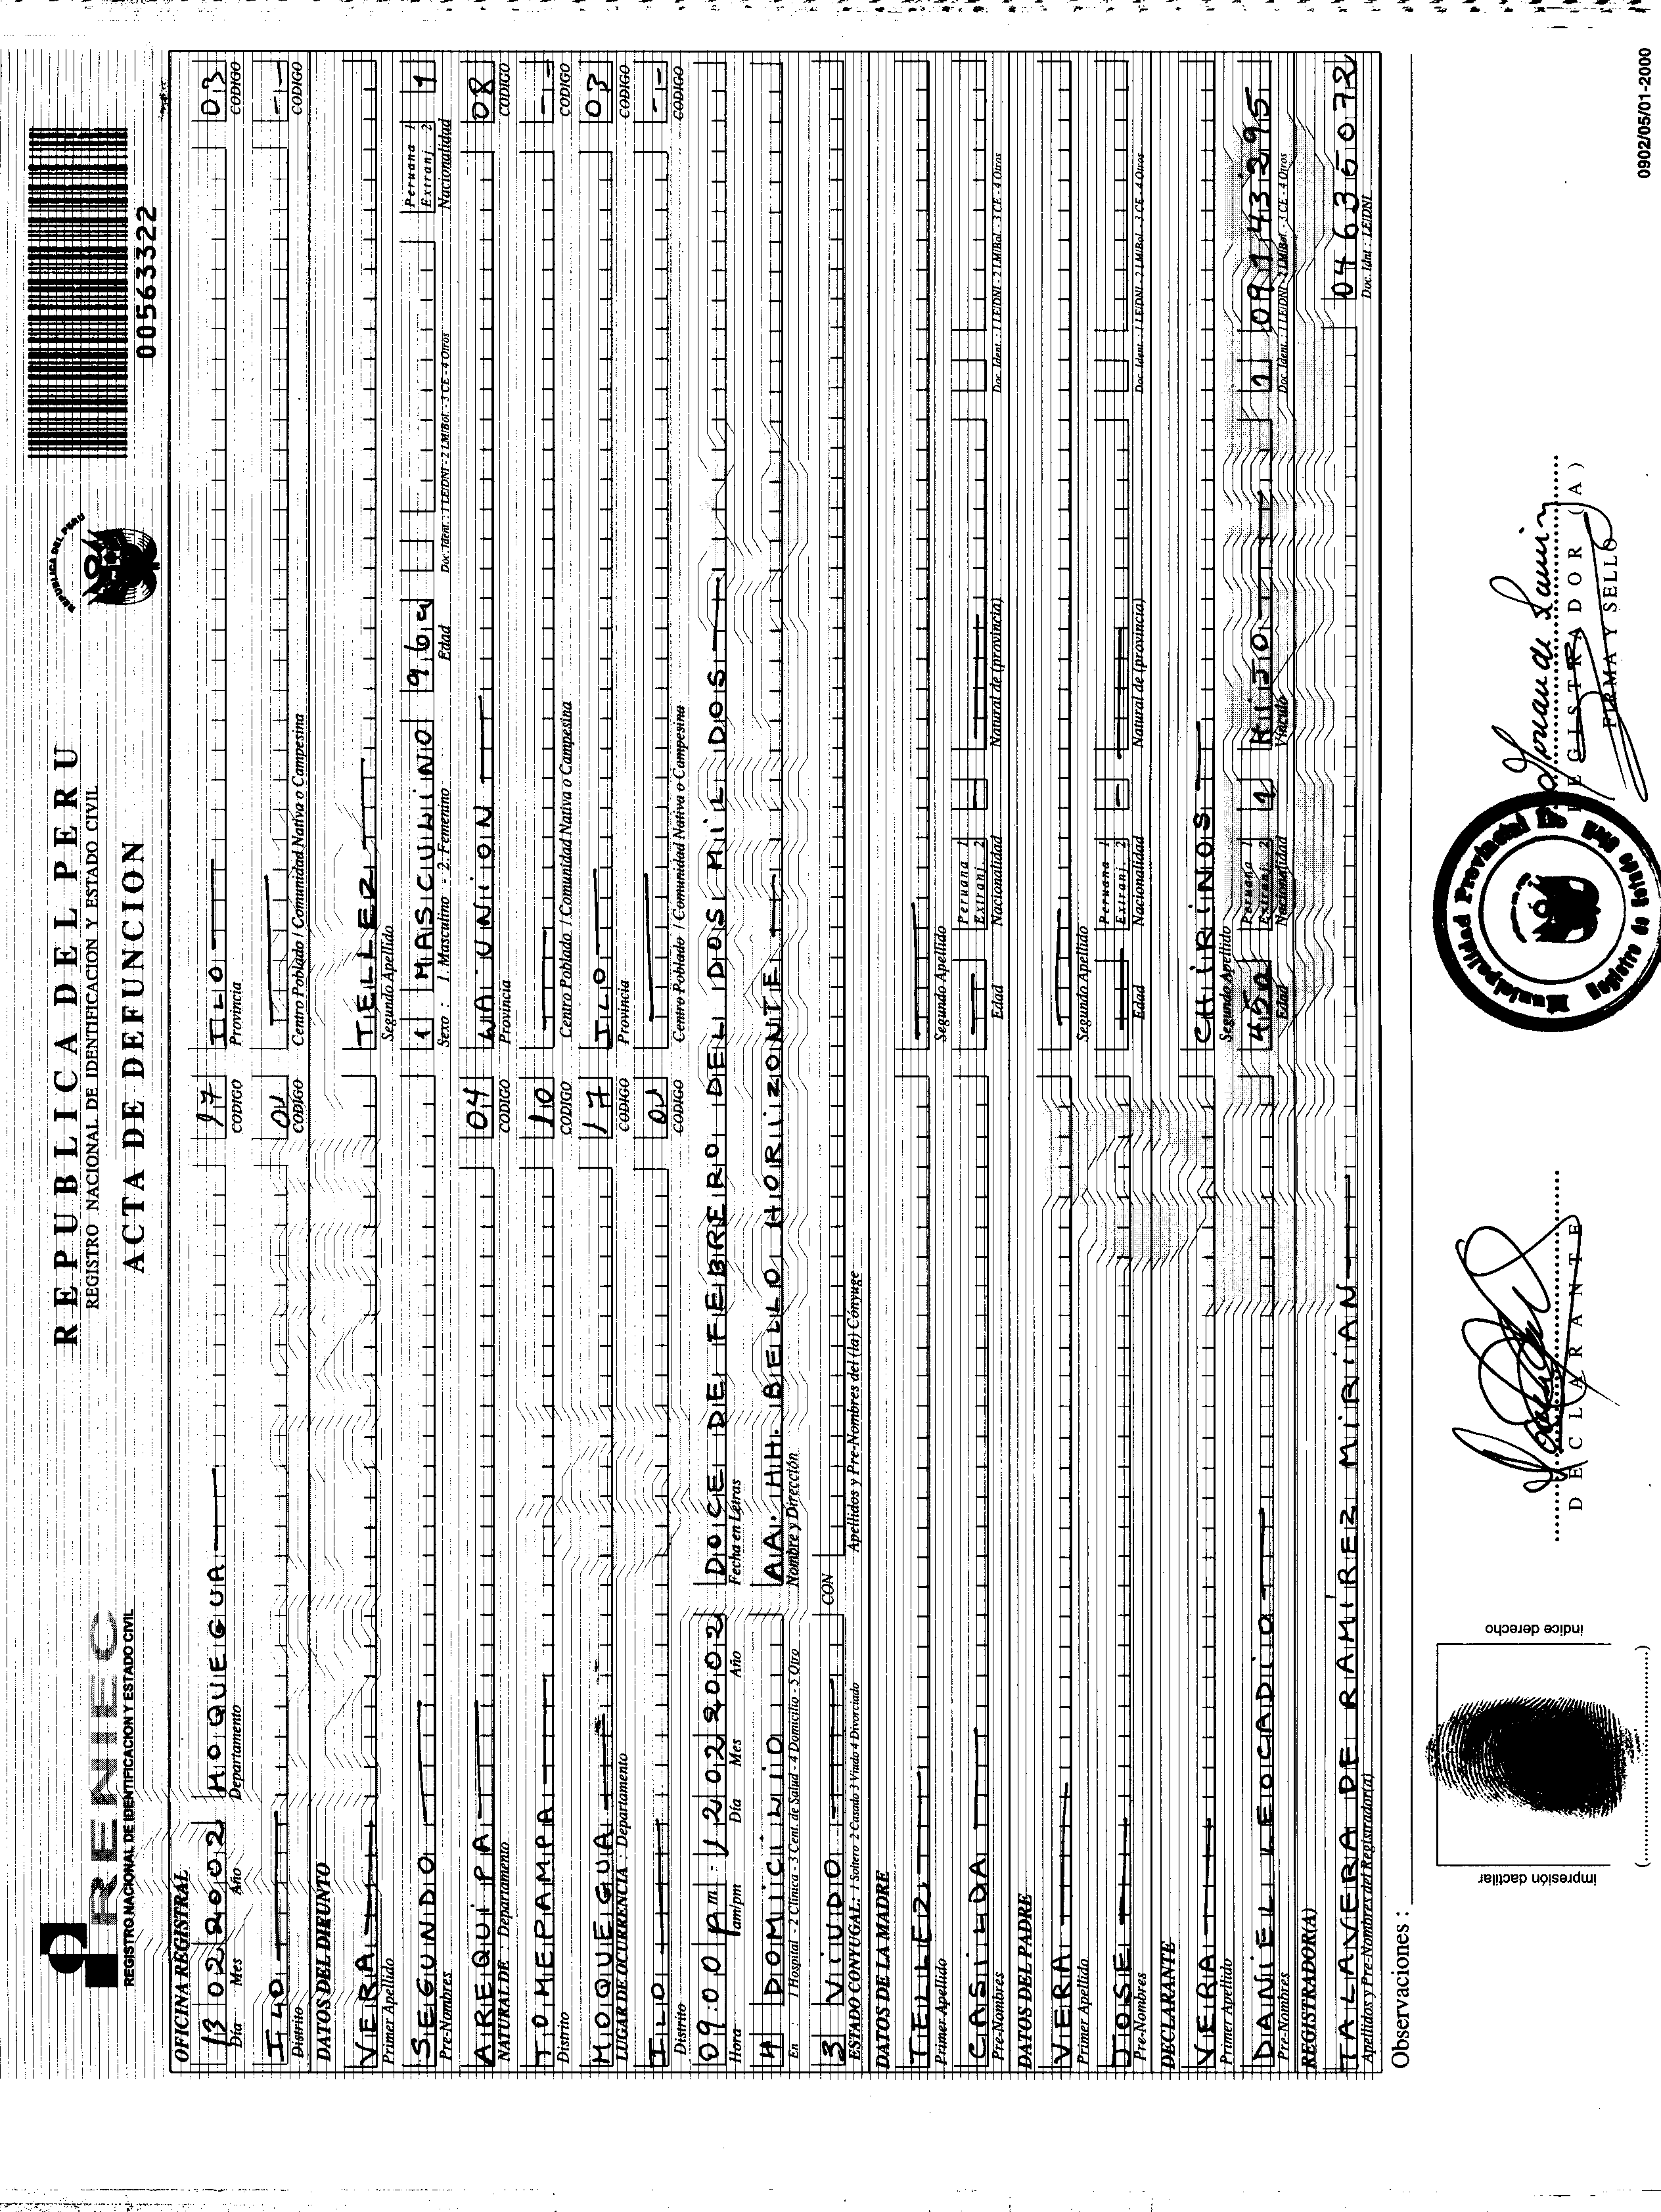 RENIEC
REGISTRO NACIONAL DE IDENTIFICACION Y ESTADO CIVIL
REPUBLICA DEL PERU
REGISTRO NACIONAL DE IDENTIFICACION Y ESTADO CIVIL
ACTA DE DEFUNCION
REPUBLICA DEL PERU
00563322
OFICINA REGISTRAL
13 02 2002 MOQUEGUA 17 ILO 03
Día Mes Año Departamento CODIGO Provincia CODIGO
ILO 01 --
Distrito CODIGO Centro Poblado / Comunidad Nativa o Campesina CODIGO
DATOS DEL DIFUNTO
VERA TELLEZ
Primer Apellido Segundo Apellido
SEGUNDO 1 MASCULINO 96a Peruana 1 Extranj. 2 1
Pre-Nombres Sexo : 1. Masculino - 2. Femenino Edad Doc. Ident. : 1 LE/DNI - 2 LM/Bol. - 3 CE - 4 Otros Nacionalidad
AREQUIPA 04 LA UNION 08
NATURAL DE : Departamento CODIGO Provincia CODIGO
TOMEPAMPA 10 --
Distrito CODIGO Centro Poblado / Comunidad Nativa o Campesina CODIGO
MOQUEGUA 17 ILO 03
LUGAR DE OCURRENCIA : Departamento CODIGO Provincia CODIGO
ILO 01 --
Distrito CODIGO Centro Poblado / Comunidad Nativa o Campesina CODIGO
09:00 pm- 12 02 2002 DOCE DE FEBRERO DEL DOS MIL DOS
Hora am/pm Día Mes Año Fecha en Letras
4 DOMICILIO AA.HH. BELLO HORIZONTE
En : 1 Hospital - 2 Clínica - 3 Cent. de Salud - 4 Domicilio - 5 Otro Nombre y Dirección
3 VIUDO CON
ESTADO CONYUGAL: 1 Soltero 2 Casado 3 Viudo 4 Divorciado Apellidos y Pre-Nombres del (la) Cónyuge
DATOS DE LA MADRE
TELLEZ
Primer Apellido Segundo Apellido
CASILDA Peruana 1 Extranj. 2 -
Pre-Nombres Edad Nacionalidad Natural de (provincia) Doc. Ident. : 1 LE/DNI - 2 LM/Bol. - 3 CE - 4 Otros
DATOS DEL PADRE
VERA
Primer Apellido Segundo Apellido
JOSE Peruana 1 Extranj. 2 -
Pre-Nombres Edad Nacionalidad Natural de (provincia) Doc. Ident. : 1 LE/DNI - 2 LM/Bol. - 3 CE - 4 Otros
DECLARANTE
VERA CHIRINOS
Primer Apellido Segundo Apellido
DANIEL LEOCADIO 45a Peruana 1 Extranj. 2 1 HIJO 1 09743295
Pre-Nombres Edad Nacionalidad Vínculo Doc. Ident. : 1 LE/DNI - 2 LM/Bol. - 3 CE - 4 Otros
REGISTRADOR(A)
TALAVERA DE RAMÍREZ MIRIAN 04636072
Apellidos y Pre-Nombres del Registrador(a) Doc. Idnt : LE/DNI
Observaciones :
impresión dactilar
índice derecho
DECLARANTE
Municipalidad Provincial De Ilo
REGISTRADOR (A)
FIRMA Y SELLO
0902/05/01-2000